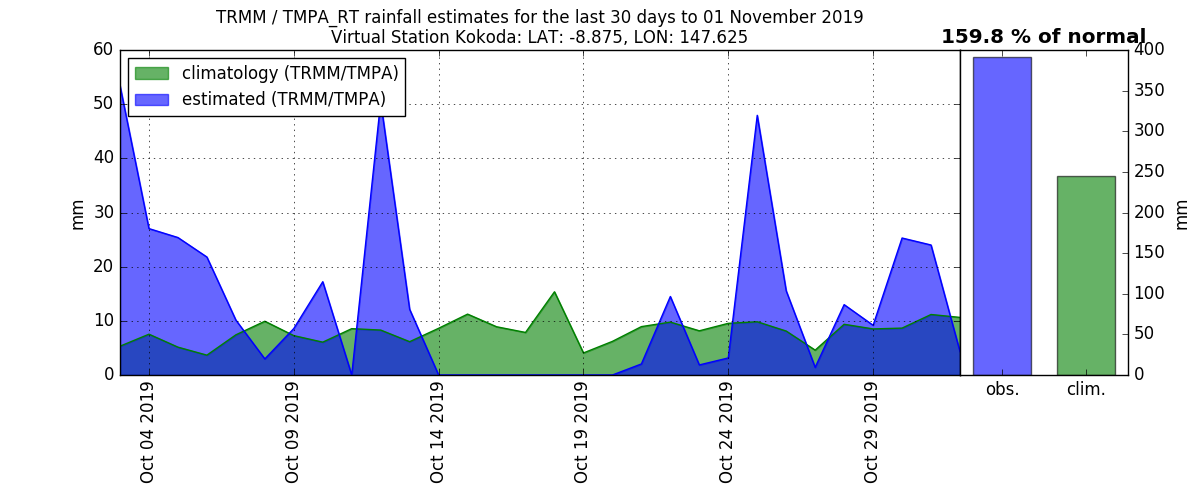 TRMM / TMPA_RT rainfall estimates for the last 30 days to 01 November 2019
Virtual Station Kokoda: LAT: -8.875, LON: 147.625
159.8 % of normal
climatology (TRMM/TMPA)
estimated (TRMM/TMPA)
mm
60
50
40
30
20
10
0
Oct 04 2019
Oct 09 2019
Oct 14 2019
Oct 19 2019
Oct 24 2019
Oct 29 2019
obs.
clim.
400
350
300
250
200
150
100
50
0
mm